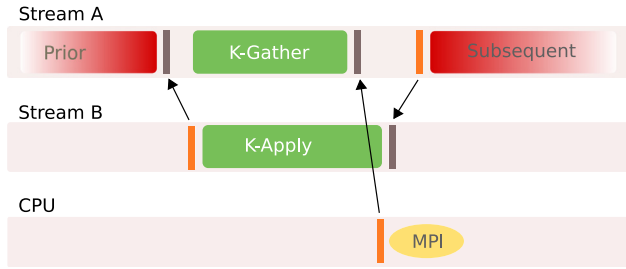 Stream A
Prior
K-Gather
Subsequent
Stream B
K-Apply
CPU
MPI